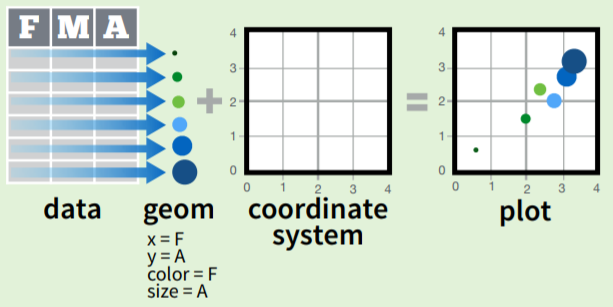 F M A
+
=
4
3
2
1
0
0 1 2 3 4
4
3
2
1
0
0 1 2 3 4
data
geom
x = F
y = A
color = F
size = A
coordinate
system
plot